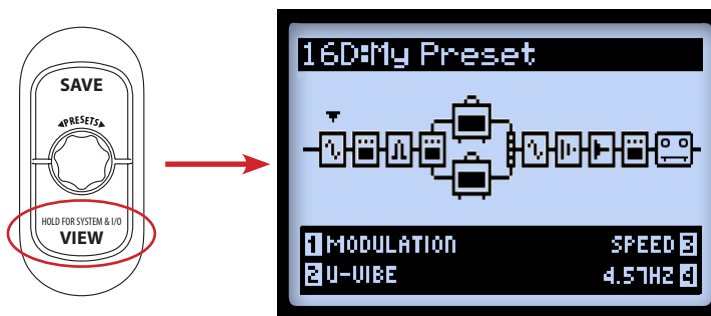 SAVE
◂PRESETS▸
HOLD FOR SYSTEM & I/O
VIEW
16D:My Preset
1 MODULATION SPEED 3
2 U-VIBE 4.57HZ 4